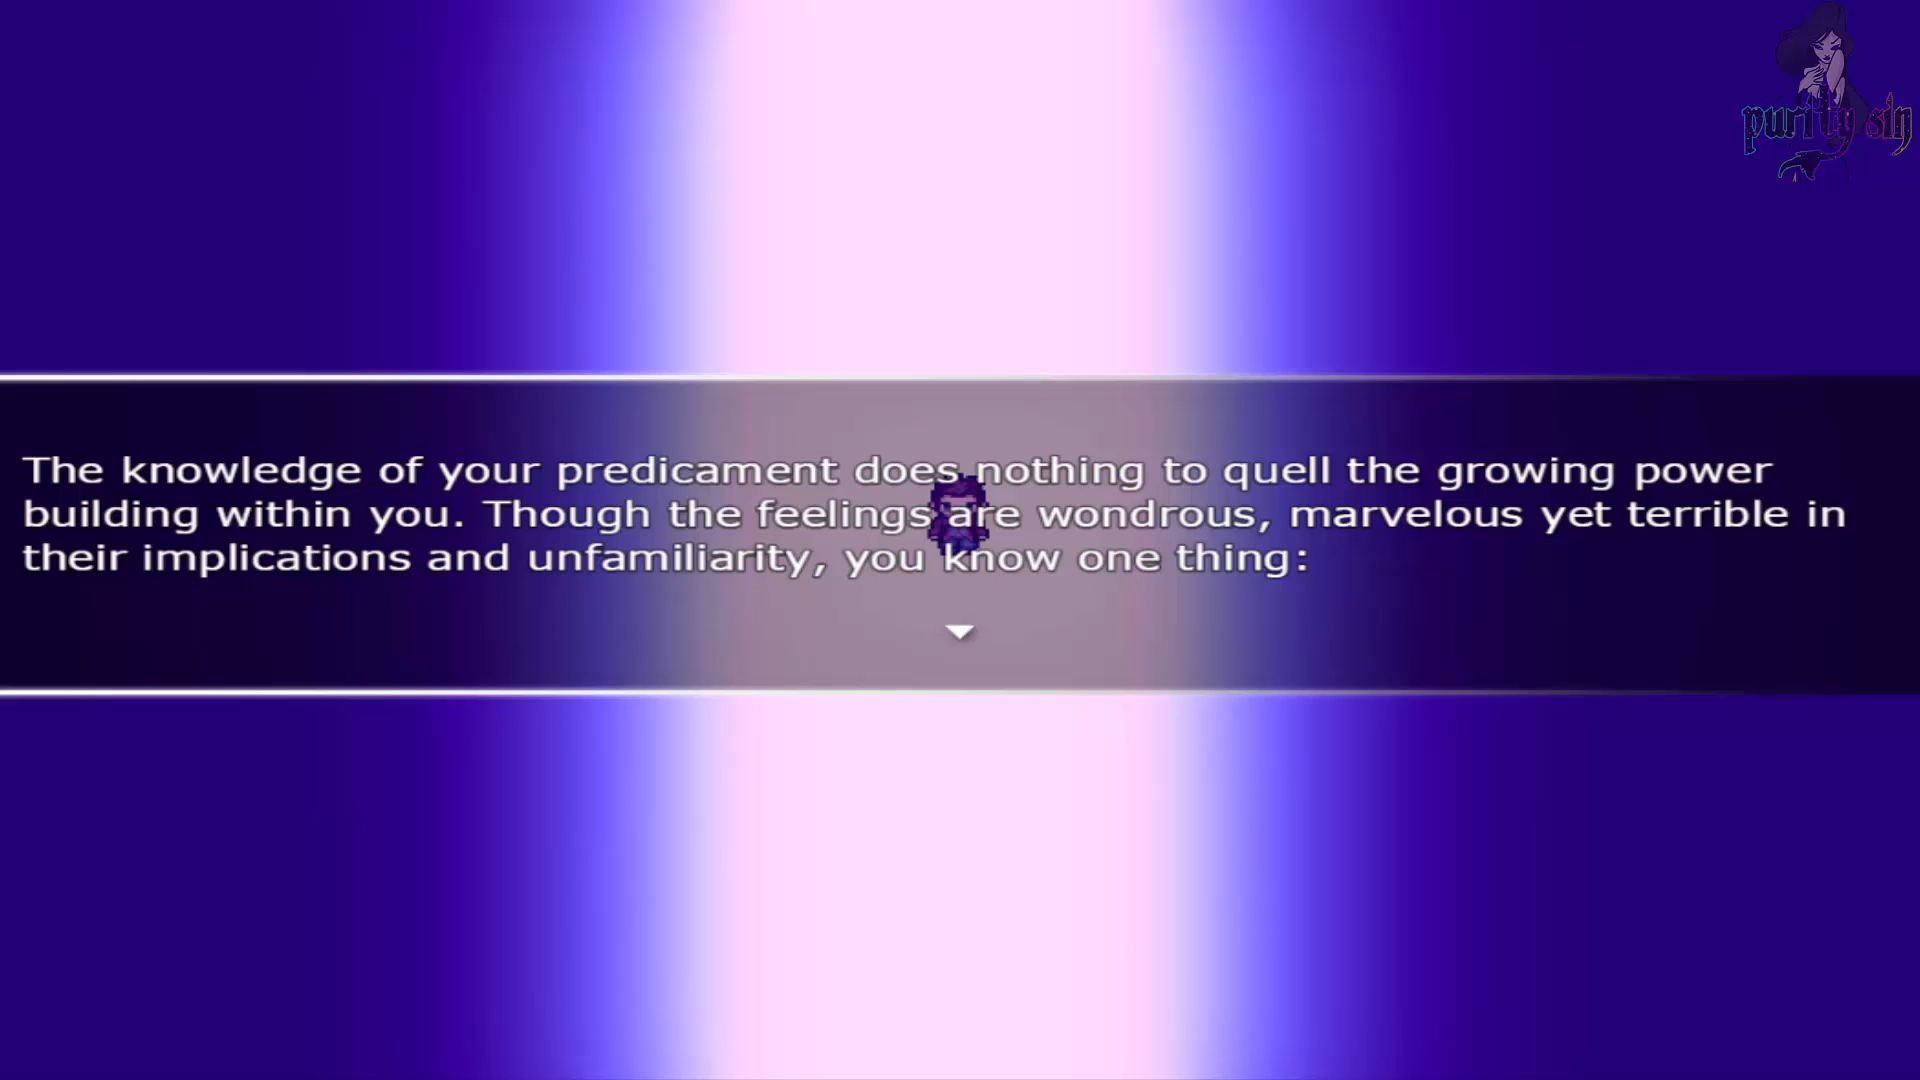 purity sin
The knowledge of your predicament does nothing to quell the growing power
building within you. Though the feelings are wondrous, marvelous yet terrible in
their implications and unfamiliarity, you know one thing: